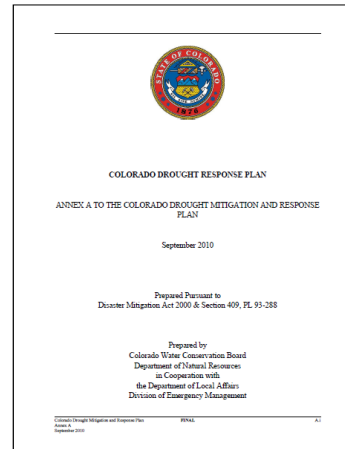 STATE OF COLORADO
1876
COLORADO DROUGHT RESPONSE PLAN
ANNEX A TO THE COLORADO DROUGHT MITIGATION AND RESPONSE
PLAN
September 2010
Prepared Pursuant to
Disaster Mitigation Act 2000 & Section 409, PL 93-288
Prepared by
Colorado Water Conservation Board
Department of Natural Resources
in Cooperation with
the Department of Local Affairs
Division of Emergency Management
Colorado Drought Mitigation and Response Plan FINAL A.1
Annex A
September 2010